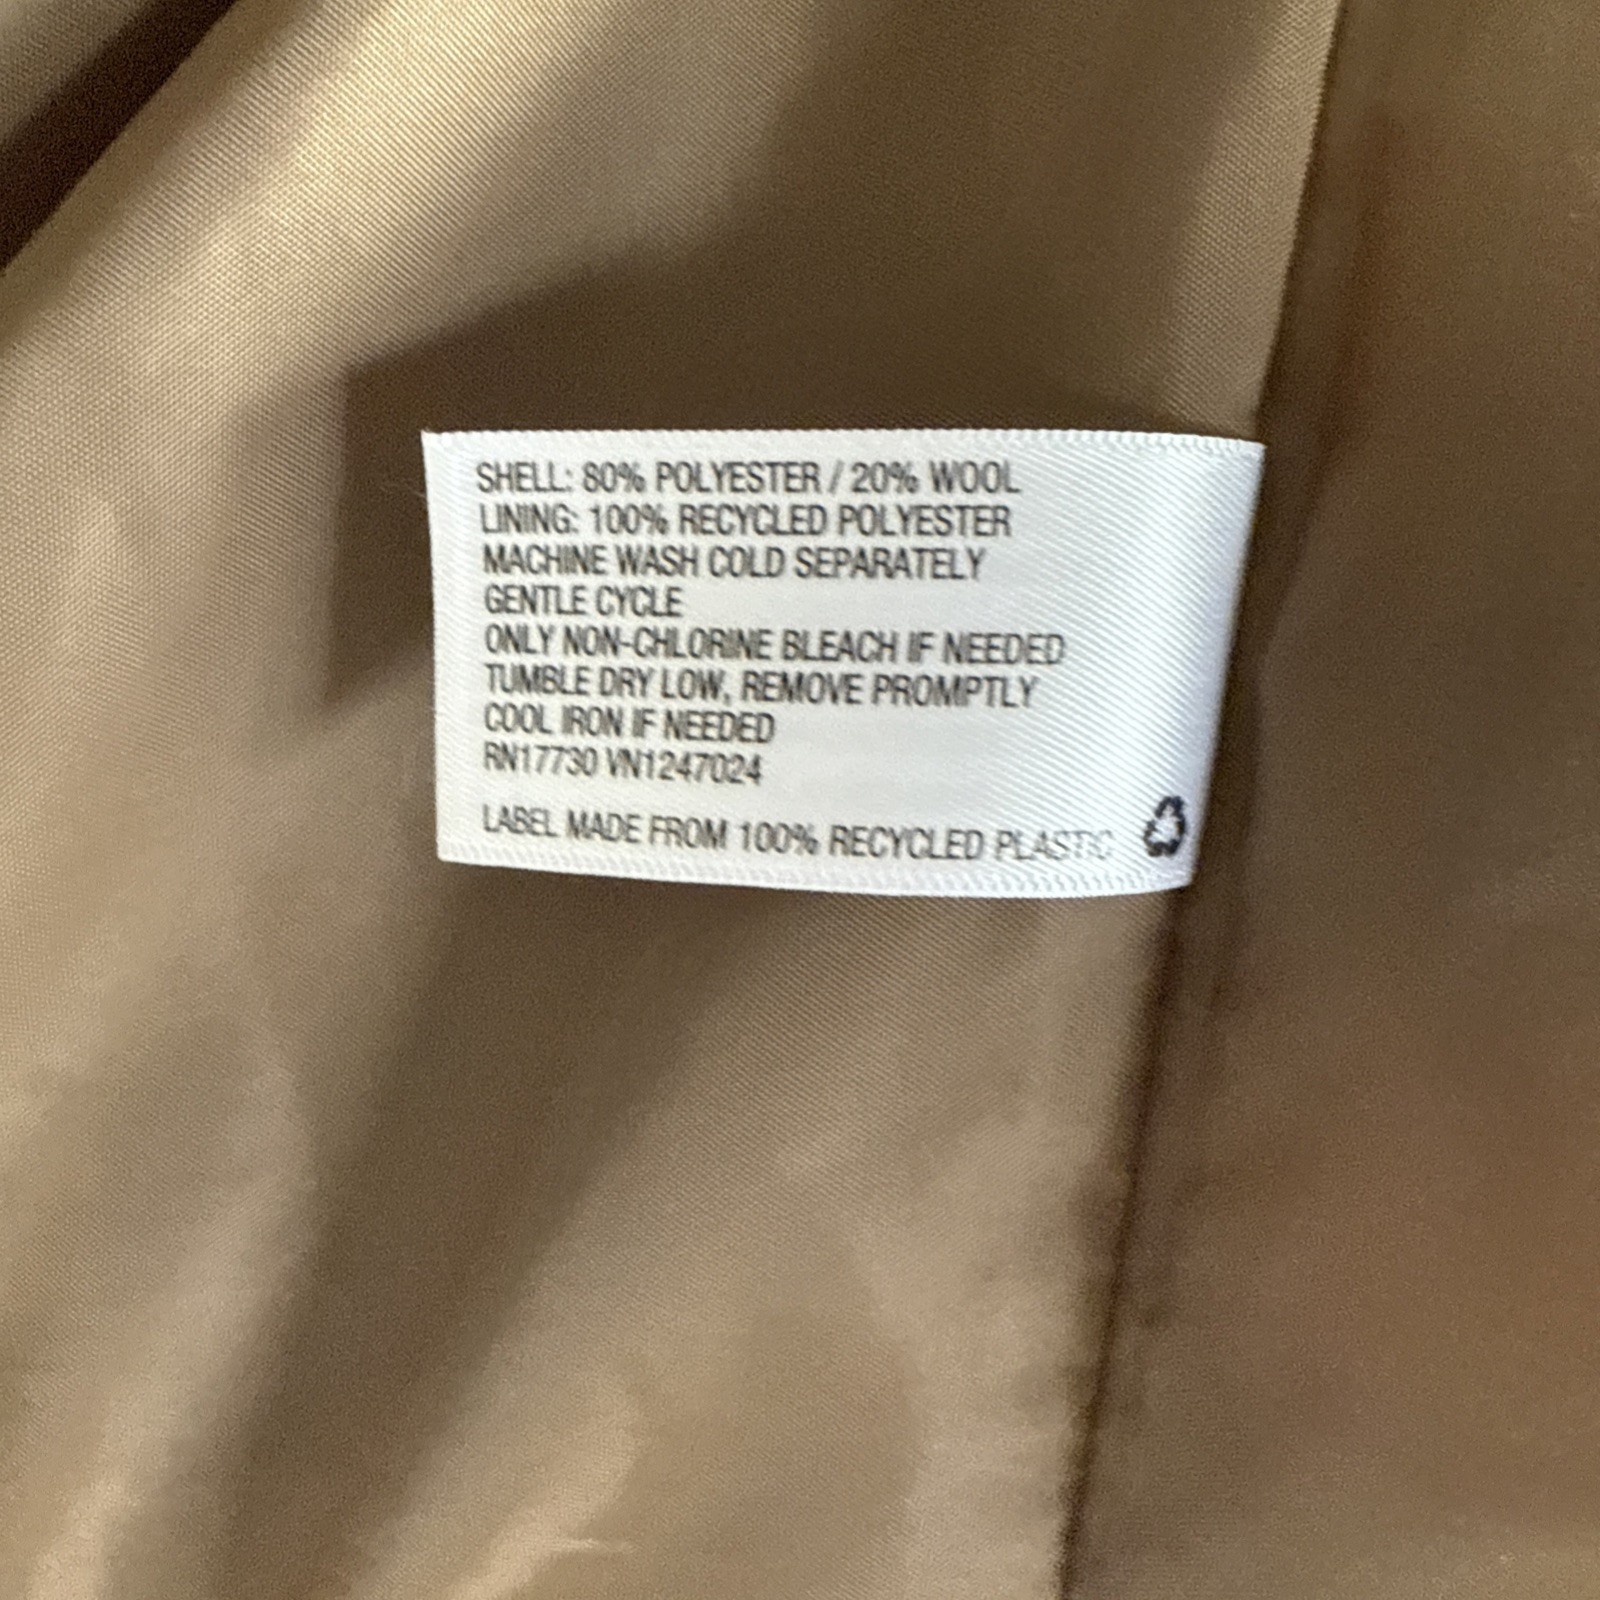 SHELL: 80% POLYESTER / 20% WOOL
LINING: 100% RECYCLED POLYESTER
MACHINE WASH COLD SEPARATELY
GENTLE CYCLE
ONLY NON-CHLORINE BLEACH IF NEEDED
TUMBLE DRY LOW, REMOVE PROMPTLY
COOL IRON IF NEEDED
RN17730 VN1247024
LABEL MADE FROM 100% RECYCLED PLASTIC